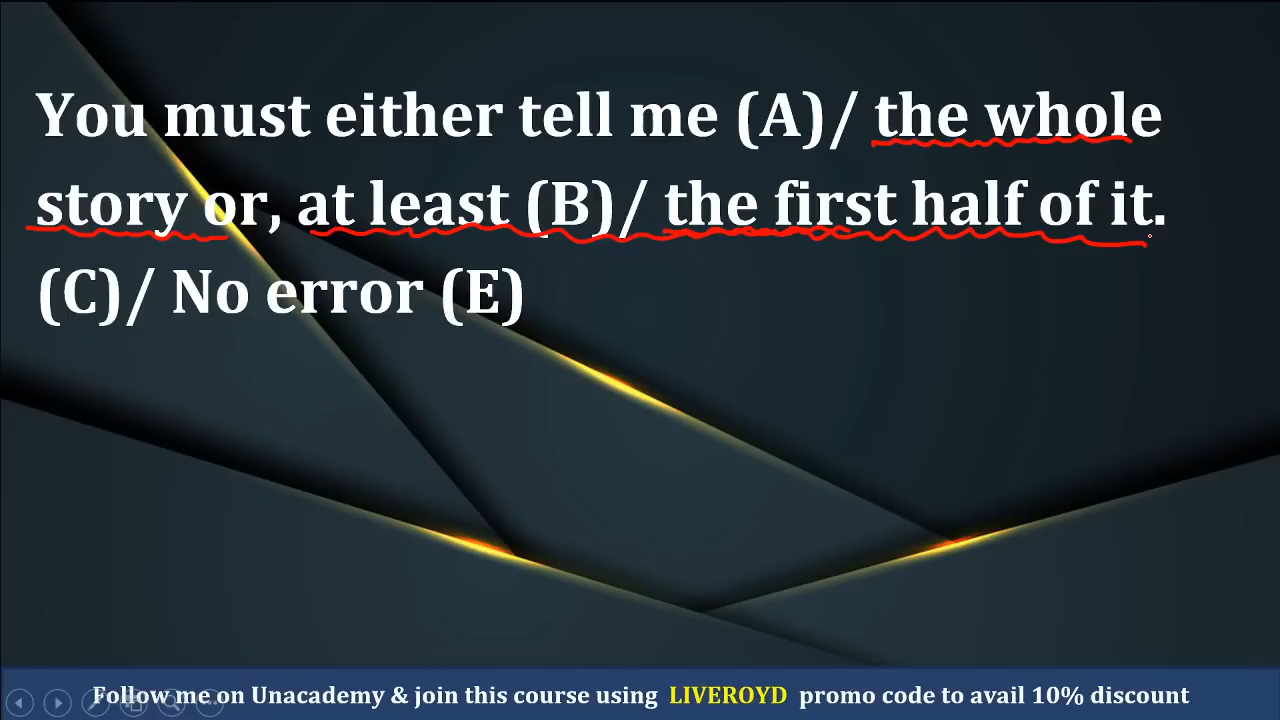 You must either tell me (A)/ the whole
story or, at least (B)/ the first half of it.
(C)/ No error (E)
Follow me on Unacademy & join this course using LIVEROYD promo code to avail 10% discount